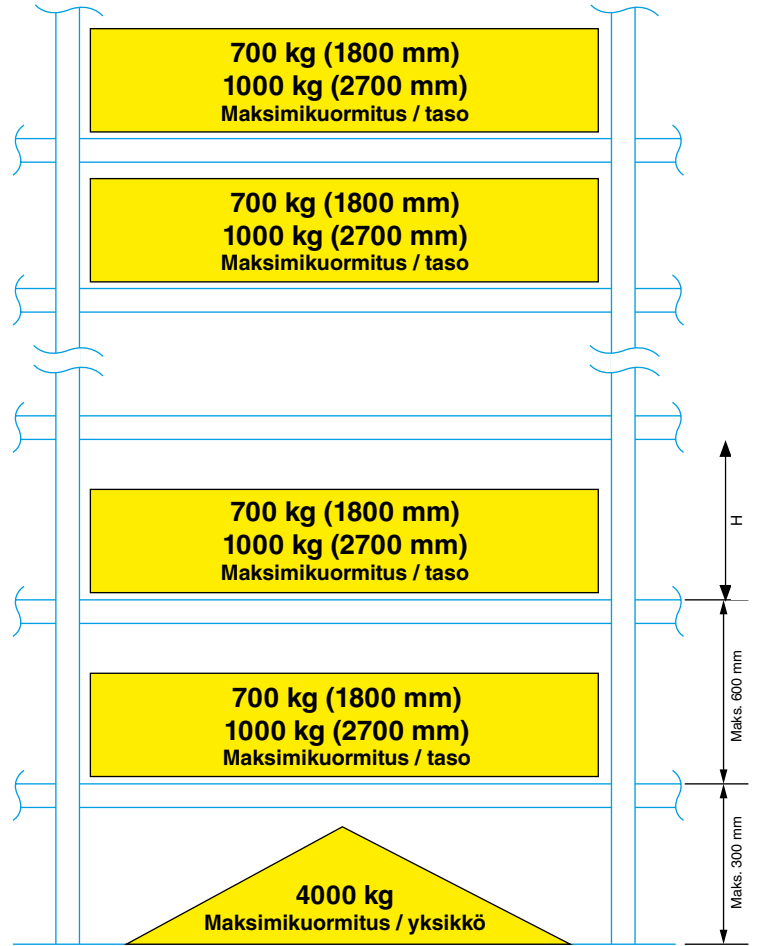 700 kg (1800 mm)
1000 kg (2700 mm)
Maksimikuormitus / taso
700 kg (1800 mm)
1000 kg (2700 mm)
Maksimikuormitus / taso
700 kg (1800 mm)
1000 kg (2700 mm)
Maksimikuormitus / taso
H
700 kg (1800 mm)
1000 kg (2700 mm)
Maksimikuormitus / taso
Maks. 600 mm
4000 kg
Maksimikuormitus / yksikkö
Maks. 300 mm